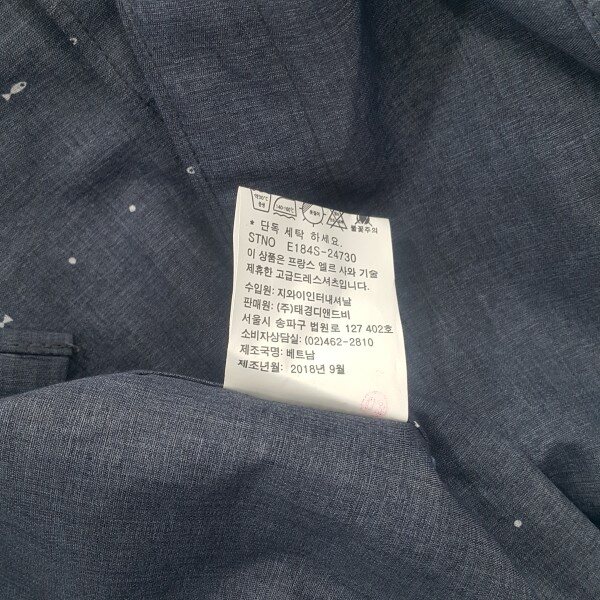 불꽃주의
* 단독 세탁 하세요.
STNO E184S-24730
이 상품은 프랑스 엘르 사와 기술
제휴한 고급드레스셔츠입니다.
수입원: 지와이인터내셔날
판매원: (주)태경디앤드비
서울시 송파구 법원로 127 402호
소비자상담실: (02)462-2810
제조국명: 베트남
제조년월: 2018년 9월